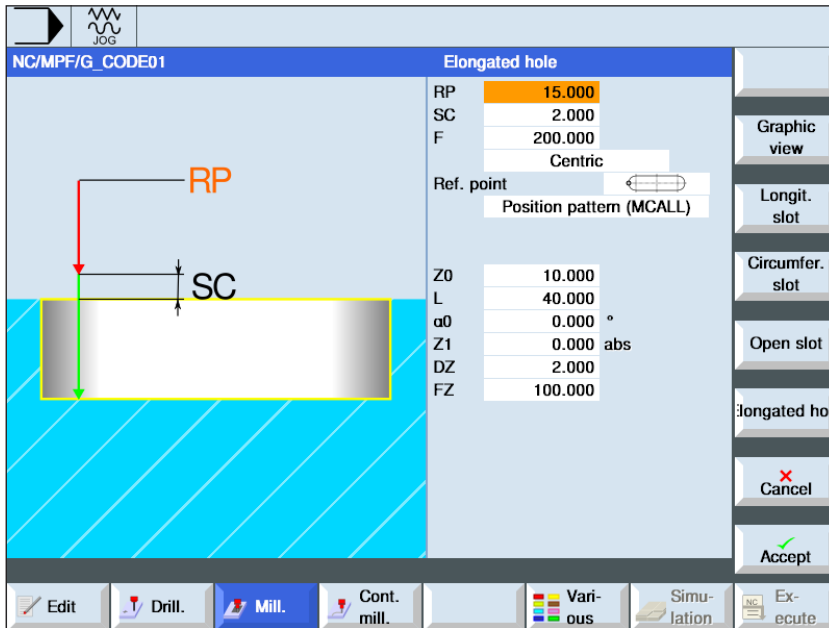 JOG
NC/MPF/G_CODE01
Elongated hole
RP 15.000
SC 2.000
F 200.000
Centric
Ref. point
Position pattern (MCALL)
Z0 10.000
L 40.000
α0 0.000 °
Z1 0.000 abs
DZ 2.000
FZ 100.000
RP
SC
Graphic
view
Longit.
slot
Circumfer.
slot
Open slot
Elongated ho
Cancel
Accept
Edit
Drill.
Mill.
Cont.
mill.
Vari-
ous
Simu-
lation
NC
Ex-
ecute